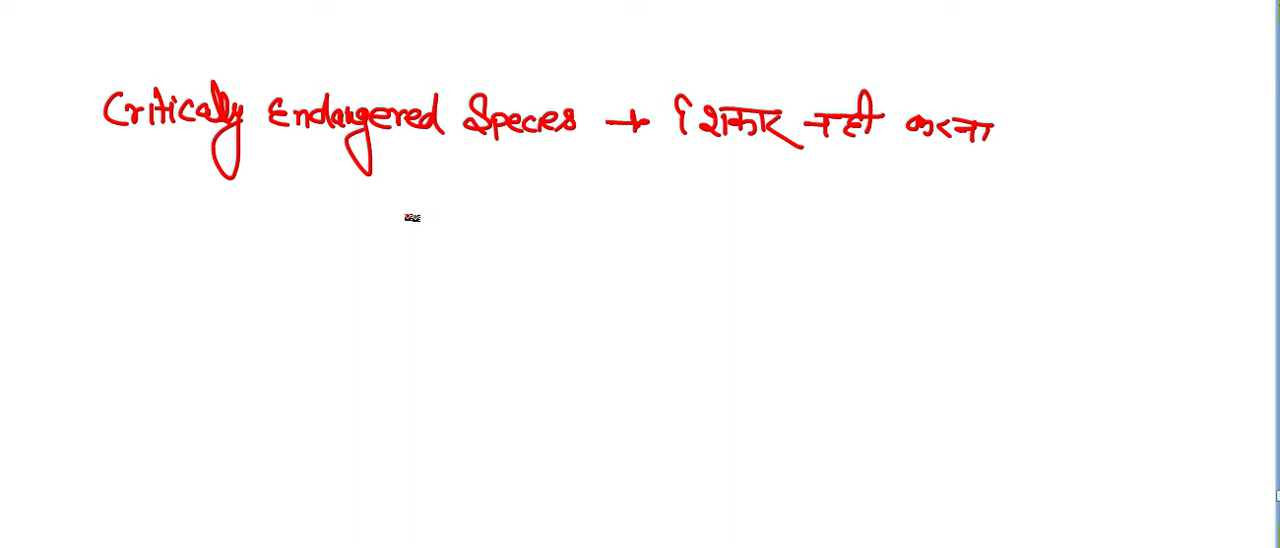 Critically Endangered Species → शिकार नही करना